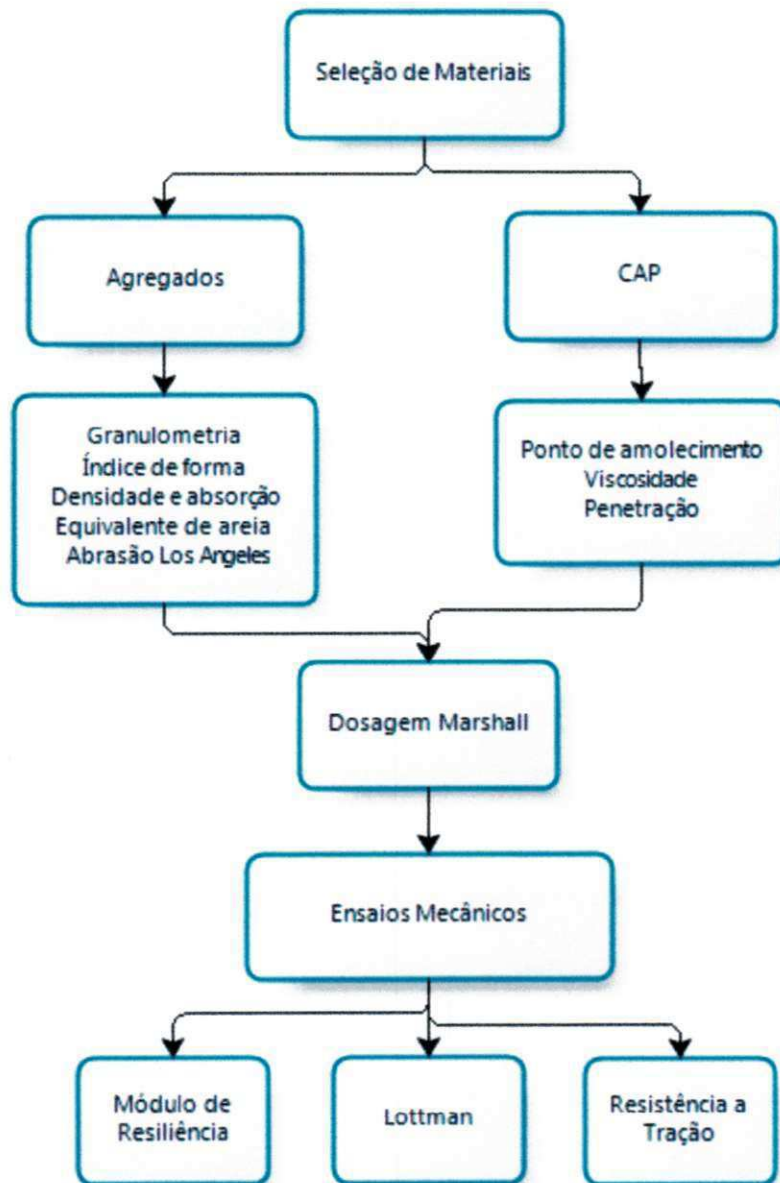 Seleção de Materiais
Agregados
CAP
Granulometria
Índice de forma
Densidade e absorção
Equivalente de areia
Abrasão Los Angeles
Ponto de amolecimento
Viscosidade
Penetração
Dosagem Marshall
Ensaios Mecânicos
Módulo de
Resiliência
Lottman
Resistência a
Tração